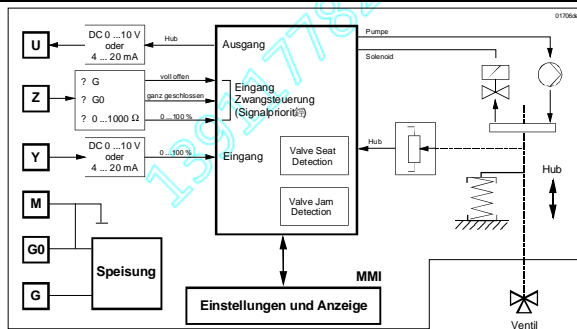 01706d
U
DC 0 ...10 V
oder
4 ... 20 mA
Hub
Ausgang
Pumpe
Solenoid
Z
? G
? G0
? 0...1000 Ω
voll offen
ganz geschlossen
0 ...100 %
Eingang
Zwangsteuerung
(Signalpriorit
Y
DC 0 ...10 V
oder
4 ... 20 mA
0 ...100 %
Eingang
Valve Seat
Detection
Valve Jam
Detection
Hub
Hub
M
G0
G
Speisung
MMI
Einstellungen und Anzeige
Ventil
139117782